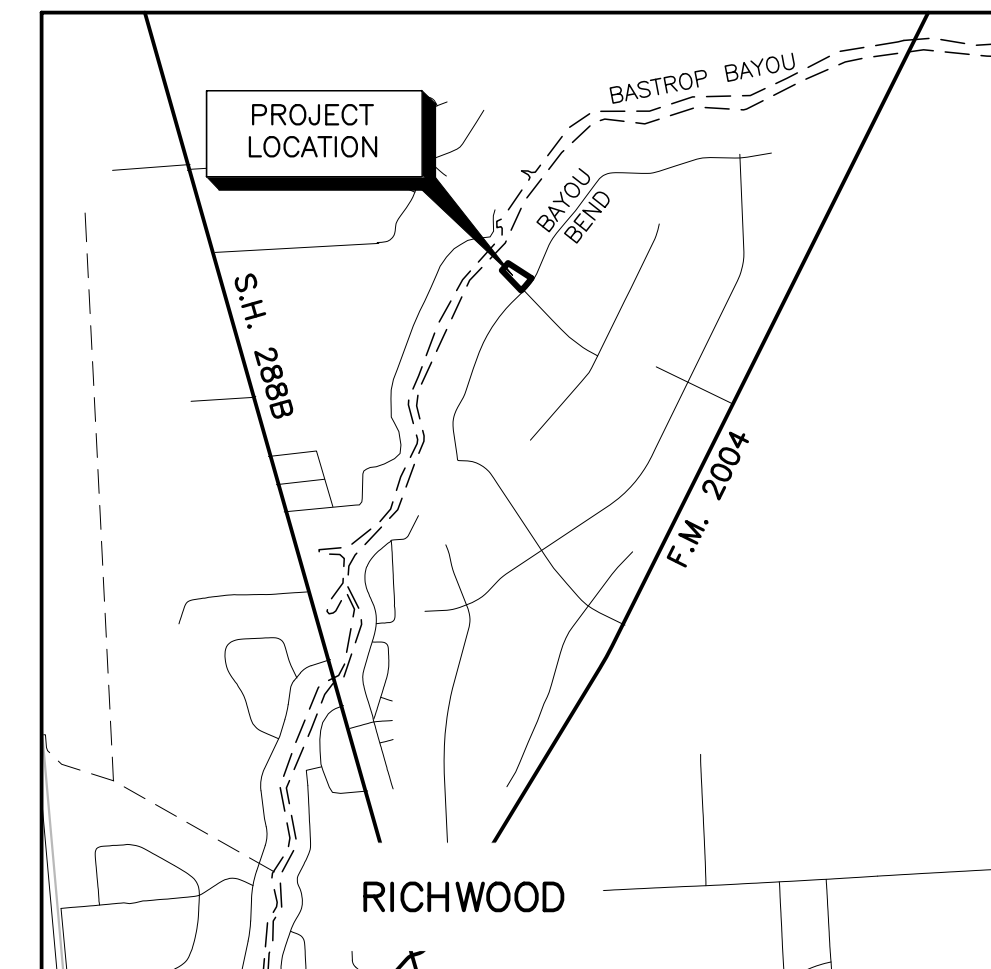 BASTROP BAYOU
PROJECT
LOCATION
BAYOU
BEND
S.H. 288B
F.M. 2004
RICHWOOD